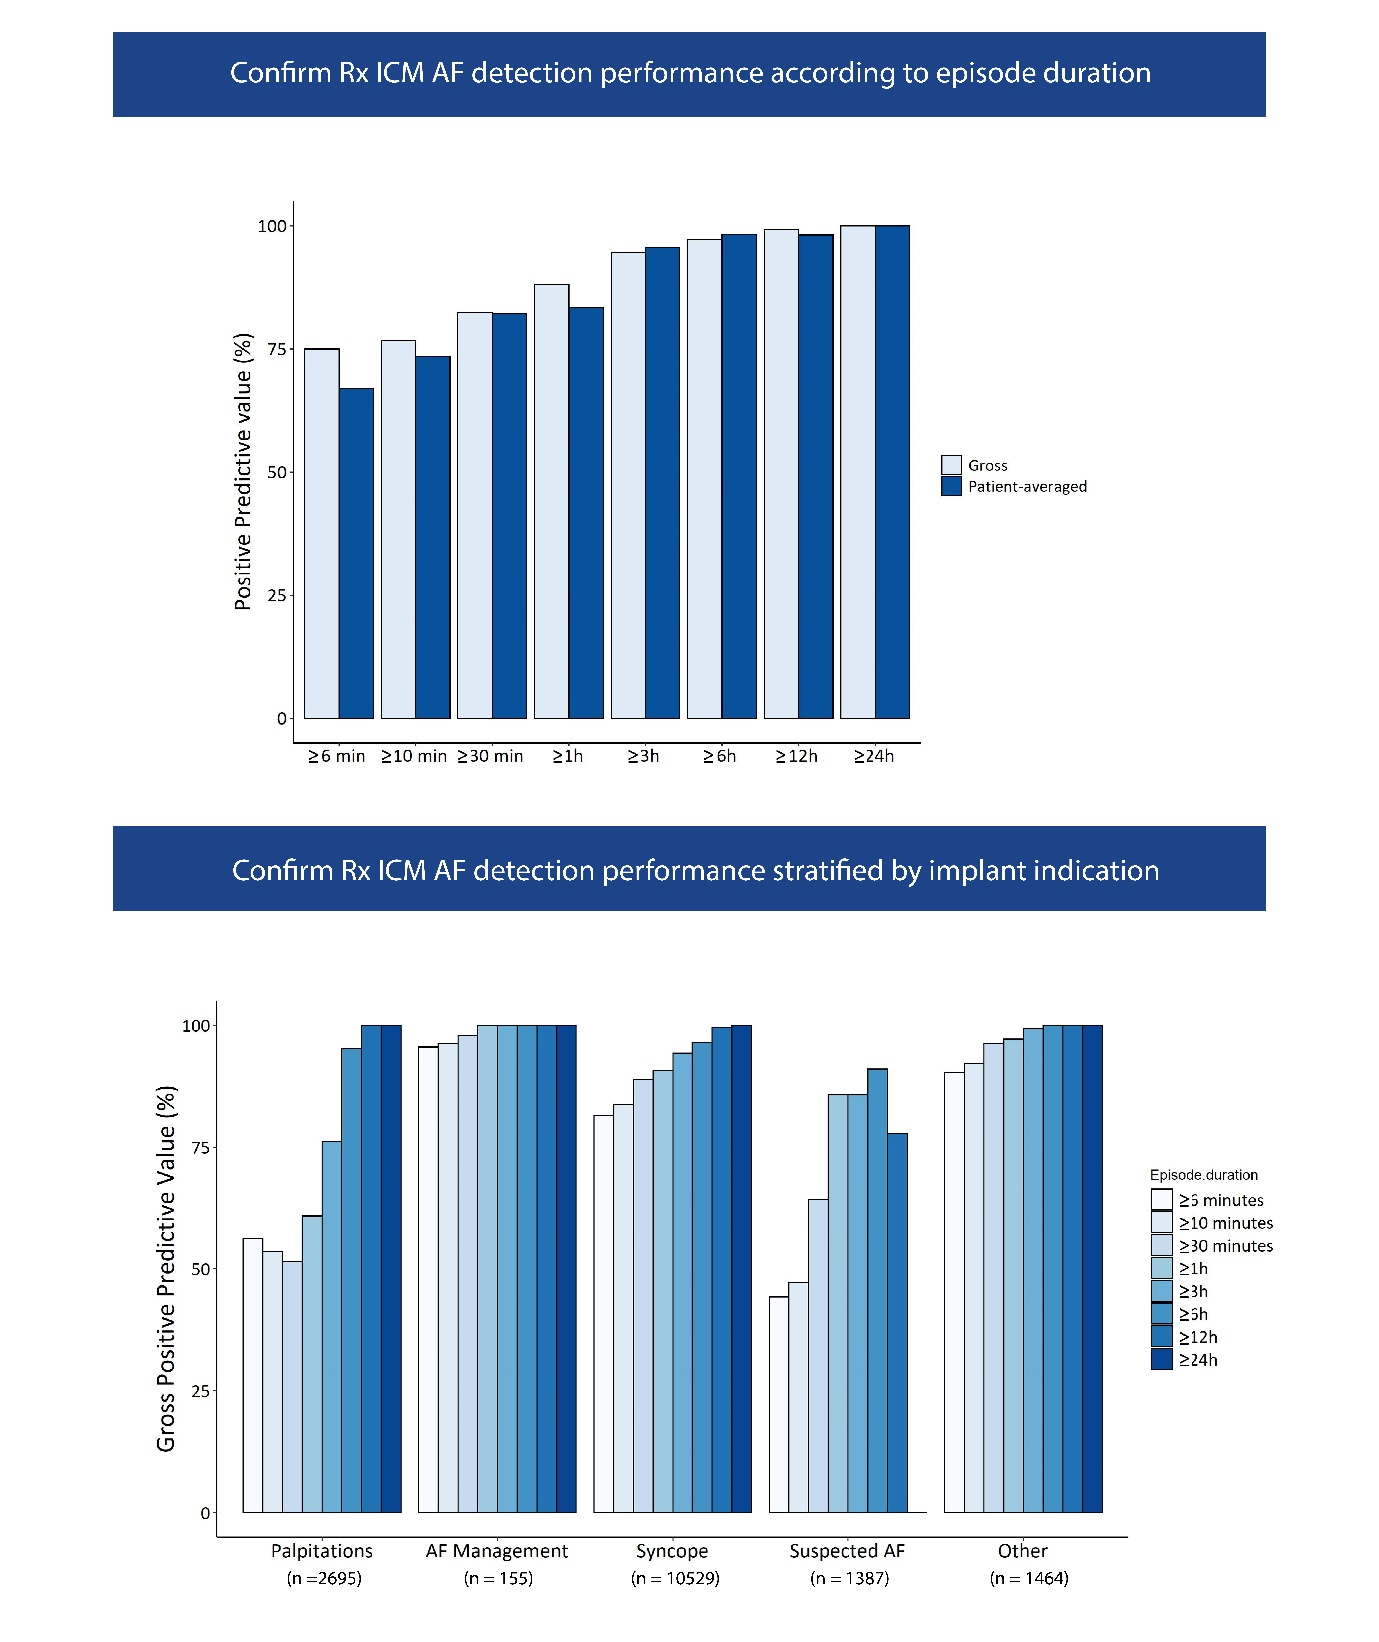 Confirm Rx ICM AF detection performance according to episode duration
Positive Predictive value (%)
100
75
50
25
0
≥6 min ≥10 min ≥30 min ≥1h ≥3h ≥6h ≥12h ≥24h
Gross
Patient-averaged
Confirm Rx ICM AF detection performance stratified by implant indication
Gross Positive Predictive Value (%)
100
75
50
25
0
Palpitations AF Management Syncope Suspected AF Other
(n =2695) (n = 155) (n = 10529) (n = 1387) (n = 1464)
Episode.duration
≥6 minutes
≥10 minutes
≥30 minutes
≥1h
≥3h
≥6h
≥12h
≥24h